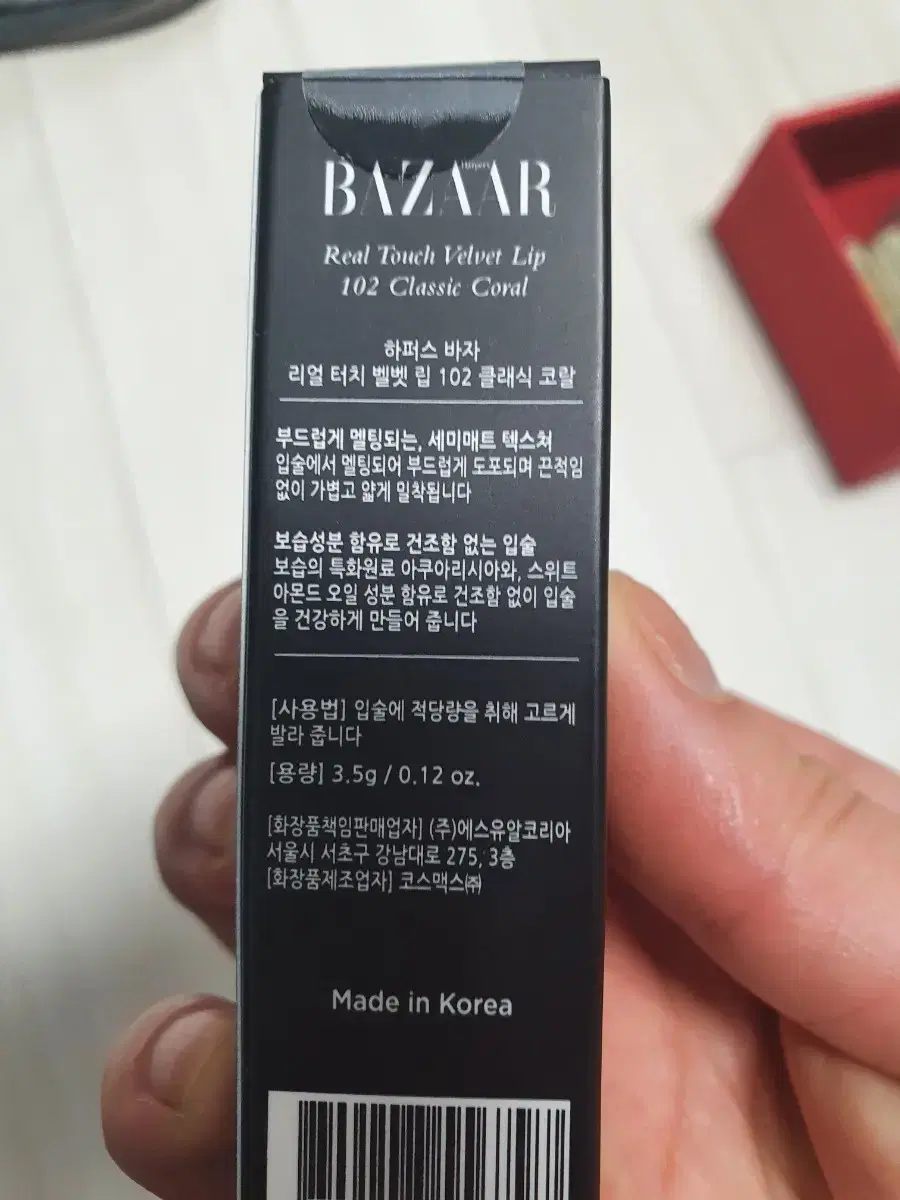 Harper's
BAZAAR
Real Touch Velvet Lip
102 Classic Coral
하퍼스 바자
리얼 터치 벨벳 립 102 클래식 코랄
부드럽게 멜팅되는, 세미매트 텍스쳐
입술에서 멜팅되어 부드럽게 도포되며 끈적임
없이 가볍고 얇게 밀착됩니다
보습성분 함유로 건조함 없는 입술
보습의 특화원료 아쿠아리시아와, 스위트
아몬드 오일 성분 함유로 건조함 없이 입술
을 건강하게 만들어 줍니다
[사용법] 입술에 적당량을 취해 고르게
발라 줍니다
[용량] 3.5g / 0.12 oz.
[화장품책임판매업자] (주)에스유알코리아
서울시 서초구 강남대로 275, 3층
[화장품제조업자] 코스맥스㈜
Made in Korea